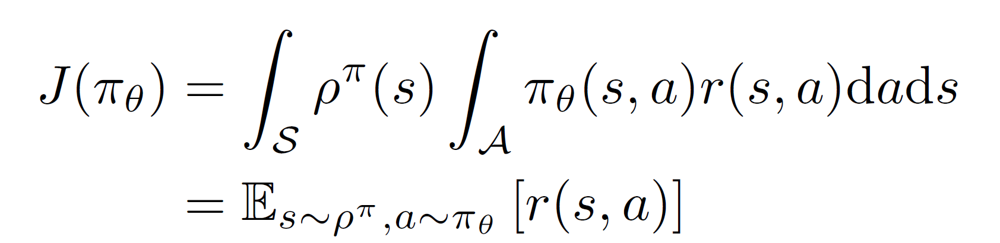 J(π_θ) = ∫_𝒮 ρ^π(s) ∫_𝒜 π_θ(s, a)r(s, a)dads
= 𝔼_{s∼ρ^π,a∼π_θ} [r(s, a)]